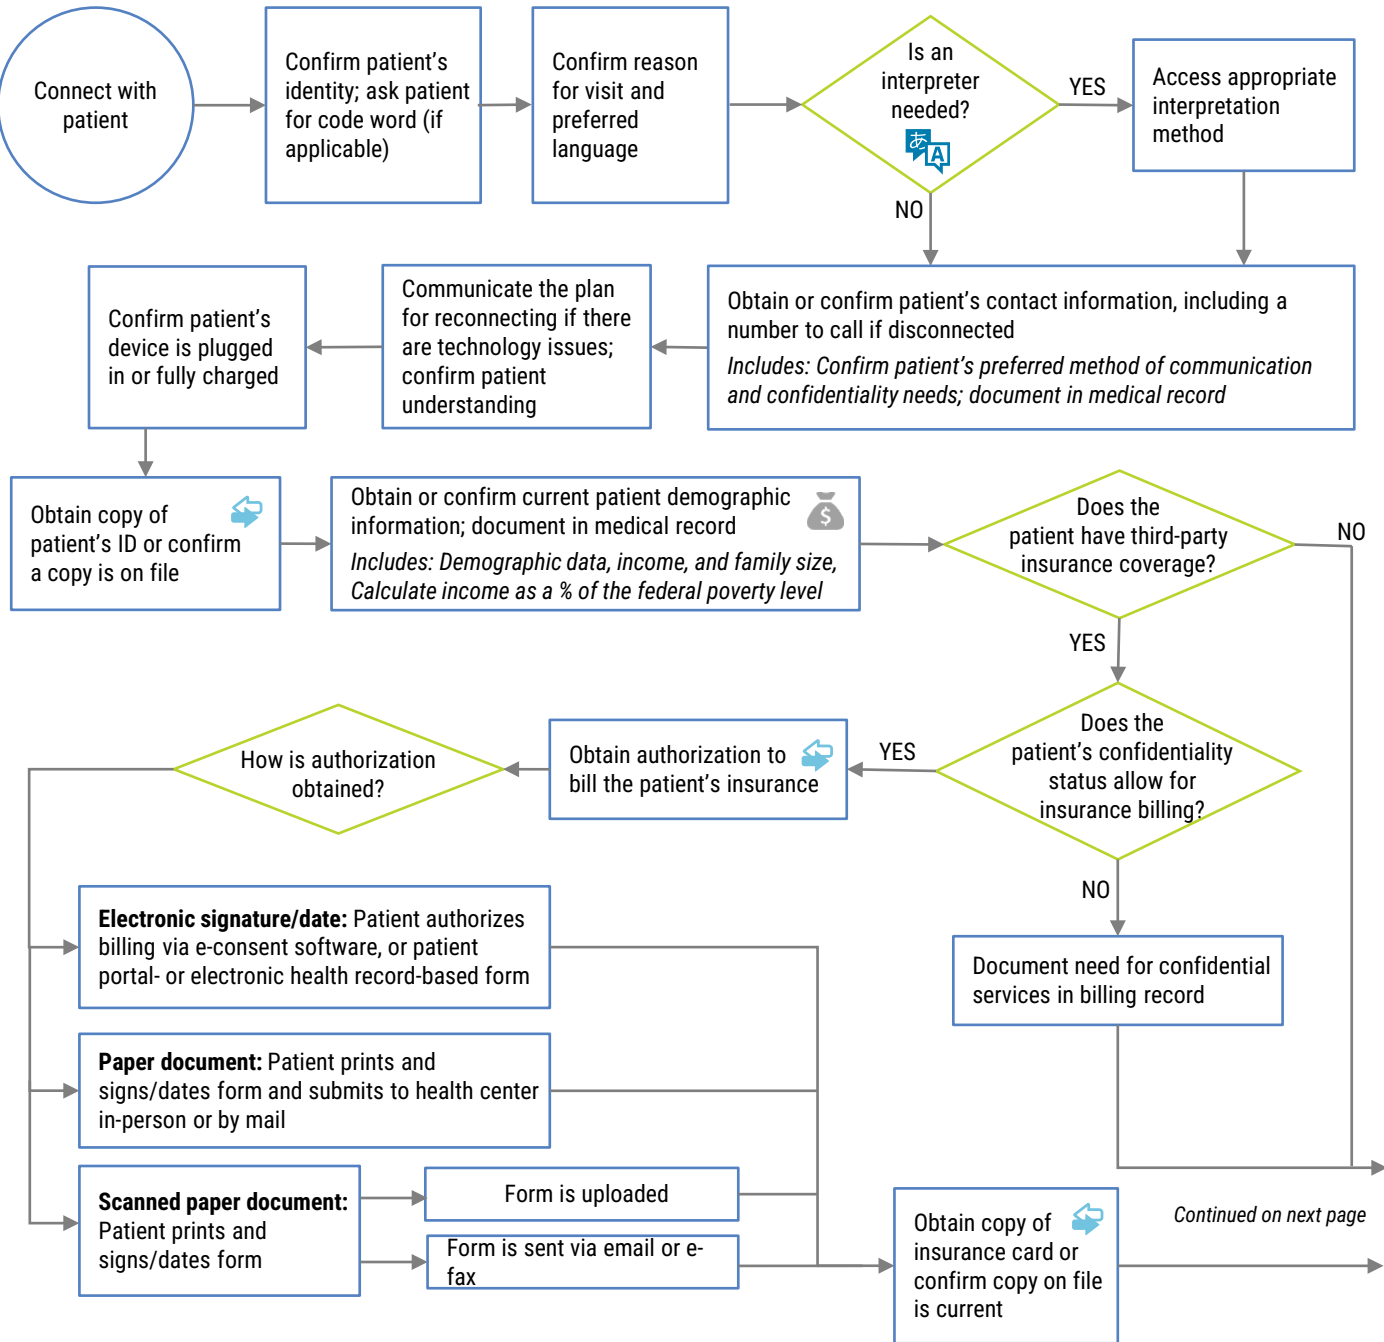 Connect with
patient
Confirm patient's
identity; ask patient
for code word (if
applicable)
Confirm reason
for visit and
preferred
language
Is an
interpreter
needed?
あ
A
YES
NO
Access appropriate
interpretation
method
Obtain or confirm patient's contact information, including a
number to call if disconnected
Includes: Confirm patient's preferred method of communication
and confidentiality needs; document in medical record
Communicate the plan
for reconnecting if there
are technology issues;
confirm patient
understanding
Confirm patient's
device is plugged
in or fully charged
Obtain copy of
patient's ID or confirm
a copy is on file
Obtain or confirm current patient demographic
information; document in medical record
$
Includes: Demographic data, income, and family size,
Calculate income as a % of the federal poverty level
Does the
patient have third-party
insurance coverage?
NO
YES
Does the
patient's confidentiality
status allow for
insurance billing?
YES
NO
Obtain authorization to
bill the patient's insurance
How is authorization
obtained?
Electronic signature/date: Patient authorizes
billing via e-consent software, or patient
portal- or electronic health record-based form
Document need for confidential
services in billing record
Paper document: Patient prints and
signs/dates form and submits to health center
in-person or by mail
Scanned paper document:
Patient prints and
signs/dates form
Form is uploaded
Form is sent via email or e-
fax
Obtain copy of
insurance card or
confirm copy on file
is current
Continued on next page